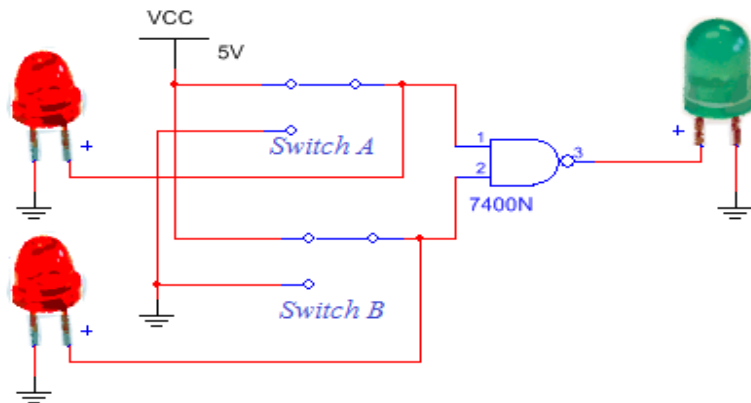 VCC
5V
+
Switch A
1
2
3
7400N
+
Switch B
+